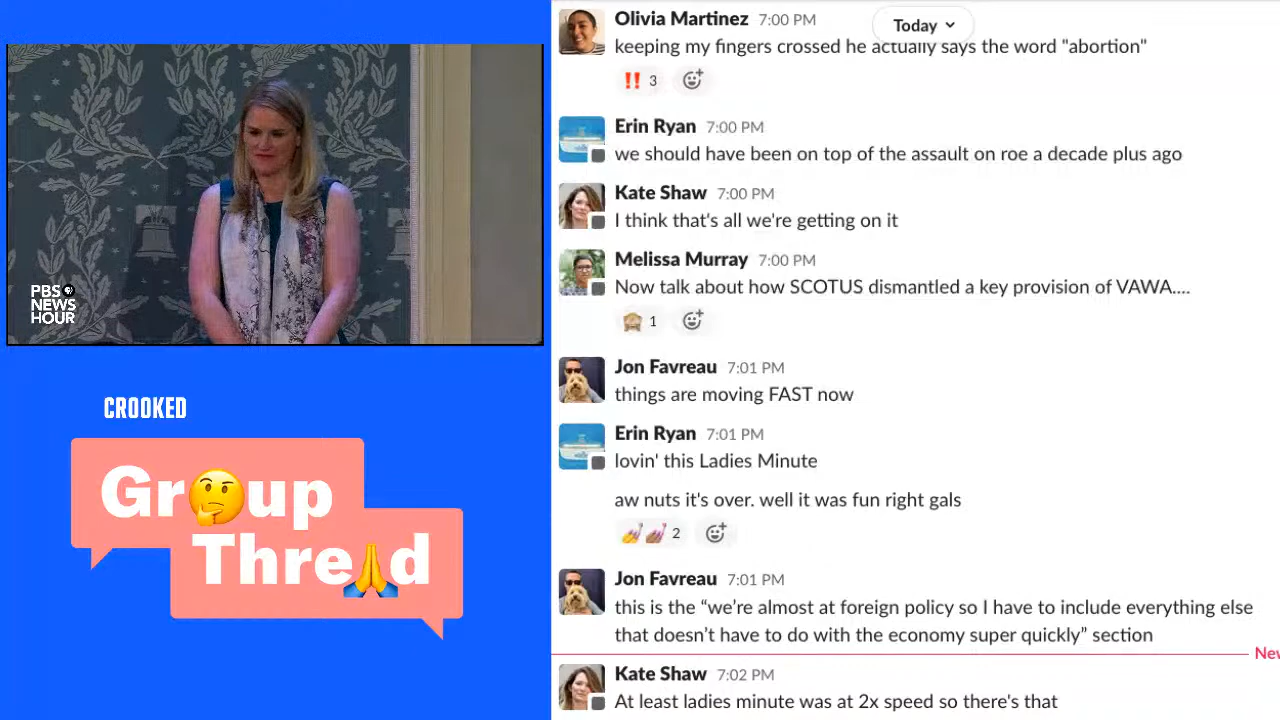 PBS
NEWS
HOUR
CROOKED
Gr🤔up
Thre🙏d
Today
Olivia Martinez 7:00 PM
keeping my fingers crossed he actually says the word "abortion"
‼️ 3
Erin Ryan 7:00 PM
we should have been on top of the assault on roe a decade plus ago
Kate Shaw 7:00 PM
I think that's all we're getting on it
Melissa Murray 7:00 PM
Now talk about how SCOTUS dismantled a key provision of VAWA....
1
Jon Favreau 7:01 PM
things are moving FAST now
Erin Ryan 7:01 PM
lovin' this Ladies Minute
aw nuts it's over. well it was fun right gals
2
Jon Favreau 7:01 PM
this is the “we’re almost at foreign policy so I have to include everything else
that doesn’t have to do with the economy super quickly” section
New
Kate Shaw 7:02 PM
At least ladies minute was at 2x speed so there's that